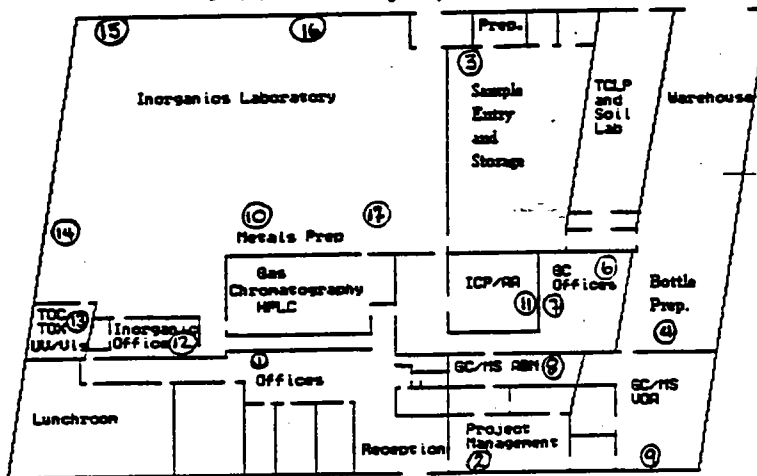 15
16
Prep.
3
Inorganics Laboratory
Sample
Entry
and
Storage
TCLP
and
Soil
Lab
Warehouse
14
10
17
Metals Prep
Gas
Chromatography
HPLC
ICP/AA
11
GC
Offices
6
7
Bottle
Prep.
4
TOC
TOX
UV/Vis
13
Inorganic
Office
12
1
Offices
GC/MS ABN
8
GC/MS
VOA
Lunchroom
Reception
Project
Management
2
9